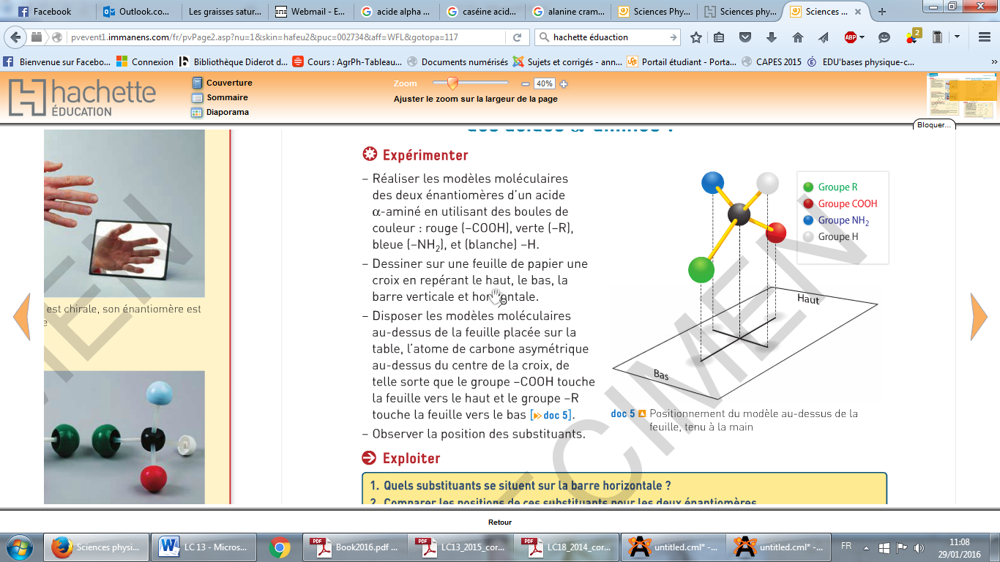 Facebook
Outlook.co...
Les graisses satur...
Webmail - E...
acide alpha ...
caséine acid...
alanine cram...
Sciences Phy...
Sciences phy...
Sciences ...
pvevent1.immanens.com/fr/pvPage2.asp?nu=1&skin=hafeu2&puc=002734&aff=WFL&gotopa=117
hachette éduaction
ABP
2
Bienvenue sur Facebo...
Connexion
Bibliothèque Diderot d...
Cours : AgrPh-Tableau...
Documents numérisés
Sujets et corrigés - ann...
Portail étudiant - Porta...
CAPES 2015
EDU'bases physique-c...
hachette
ÉDUCATION
Couverture
Sommaire
Diaporama
Zoom
40%
Ajuster le zoom sur la largeur de la page
Bloquer...
des acides α-aminés ?
Expérimenter
– Réaliser les modèles moléculaires
des deux énantiomères d'un acide
α-aminé en utilisant des boules de
couleur : rouge (–COOH), verte (–R),
bleue (–NH₂), et (blanche) –H.
– Dessiner sur une feuille de papier une
croix en repérant le haut, le bas, la
barre verticale et horizontale.
– Disposer les modèles moléculaires
au-dessus de la feuille placée sur la
table, l'atome de carbone asymétrique
au-dessus du centre de la croix, de
telle sorte que le groupe –COOH touche
la feuille vers le haut et le groupe –R
touche la feuille vers le bas [doc 5].
– Observer la position des substituants.
Groupe R
Groupe COOH
Groupe NH₂
Groupe H
Haut
Bas
doc 5 Positionnement du modèle au-dessus de la
feuille, tenu à la main
est chirale, son énantiomère est
e
Exploiter
1. Quels substituants se situent sur la barre horizontale ?
2. Comparer les positions de ces substituants pour les deux énantiomères.
SPECIMEN
Retour
Sciences physi...
LC 13 - Micros...
Book2016.pdf ...
LC13_2015_cor...
LC18_2014_cor...
untitled.cml* -...
untitled.cml* -...
FR
11:08
29/01/2016